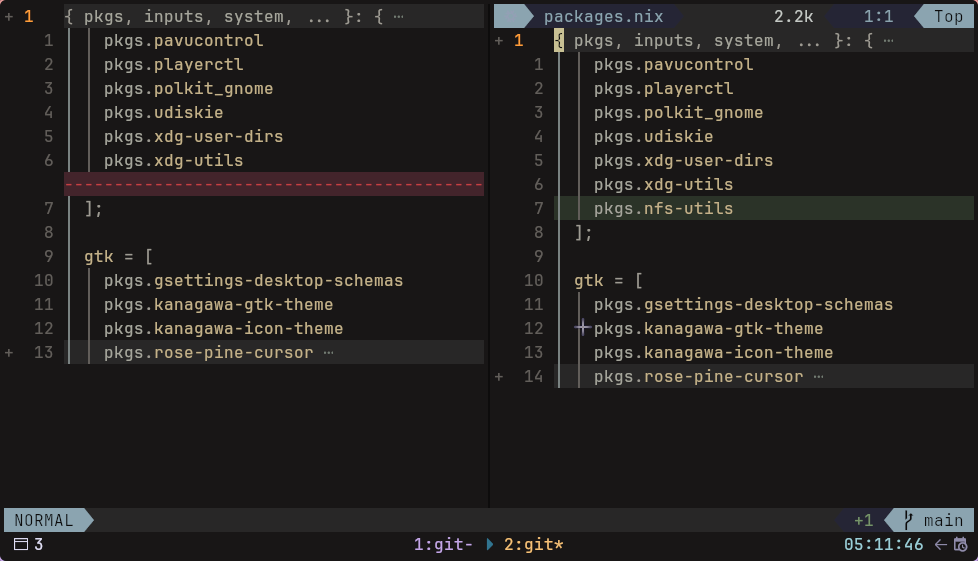 + 1 { pkgs, inputs, system, ... }: { ⋯
1 pkgs.pavucontrol
2 pkgs.playerctl
3 pkgs.polkit_gnome
4 pkgs.udiskie
5 pkgs.xdg-user-dirs
6 pkgs.xdg-utils
------------------------------------------
7 ];
8
9 gtk = [
10 pkgs.gsettings-desktop-schemas
11 pkgs.kanagawa-gtk-theme
12 pkgs.kanagawa-icon-theme
+ 13 pkgs.rose-pine-cursor ⋯
packages.nix 2.2k 1:1 Top
+ 1 { pkgs, inputs, system, ... }: { ⋯
1 pkgs.pavucontrol
2 pkgs.playerctl
3 pkgs.polkit_gnome
4 pkgs.udiskie
5 pkgs.xdg-user-dirs
6 pkgs.xdg-utils
7 pkgs.nfs-utils
8 ];
9
10 gtk = [
11 pkgs.gsettings-desktop-schemas
12 pkgs.kanagawa-gtk-theme
13 pkgs.kanagawa-icon-theme
+ 14 pkgs.rose-pine-cursor ⋯
NORMAL +1 main
3 1:git- 2:git* 05:11:46 ←